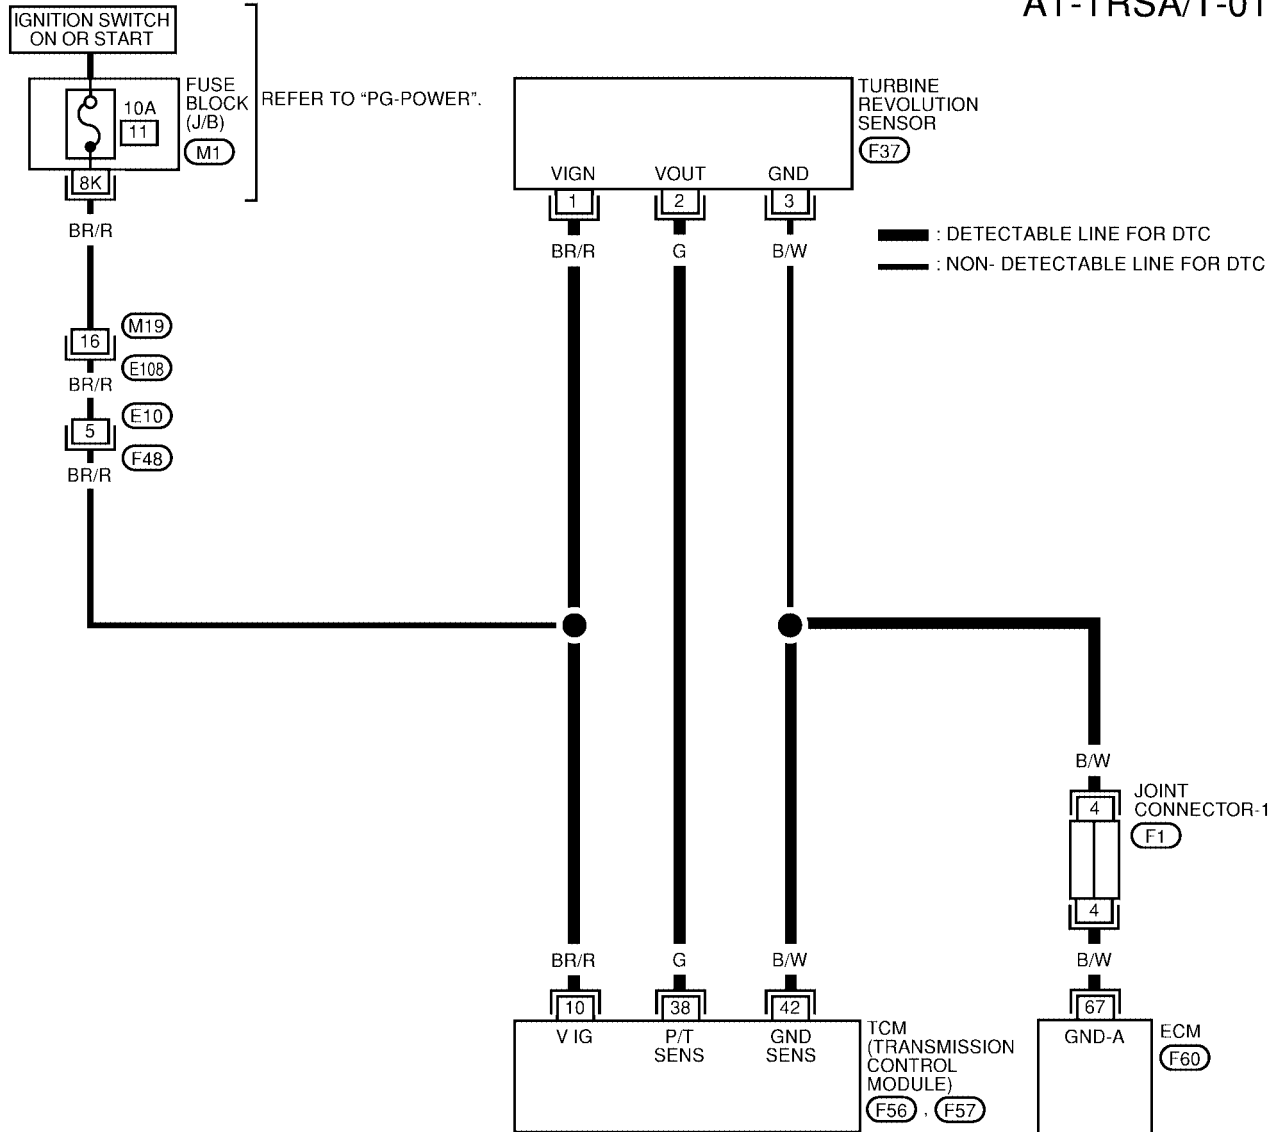 AT-TRSA/T-01
IGNITION SWITCH
ON OR START
FUSE
BLOCK
(J/B)
M1
10A
11
8K
REFER TO “PG-POWER”.
BR/R
16
M19
E108
BR/R
5
E10
F48
BR/R
TURBINE
REVOLUTION
SENSOR
F37
VIGN VOUT GND
1 2 3
BR/R G B/W
: DETECTABLE LINE FOR DTC
: NON- DETECTABLE LINE FOR DTC
B/W
4
JOINT
CONNECTOR-1
F1
4
BR/R G B/W B/W
10 38 42 67
V IG
P/T
SENS
GND
SENS
TCM
(TRANSMISSION
CONTROL
MODULE)
F56 , F57
GND-A
ECM
F60